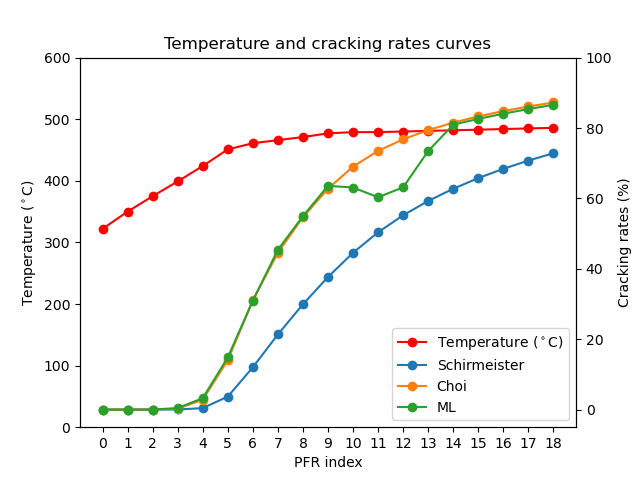 Temperature and cracking rates curves
600
500
400
300
200
100
0
Temperature (°C)
100
80
60
40
20
0
Cracking rates (%)
Temperature (°C)
Schirmeister
Choi
ML
0 1 2 3 4 5 6 7 8 9 10 11 12 13 14 15 16 17 18
PFR index